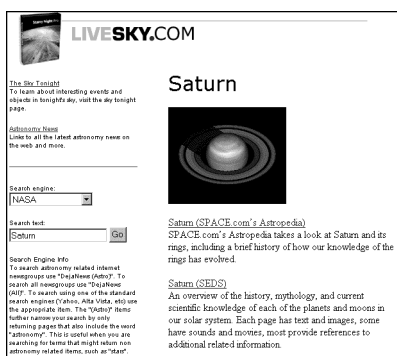 Starry Night Pro
LIVESKY.COM
The Sky Tonight
To learn about interesting events and
objects in tonight's sky, visit the sky tonight
page.
Astronomy News
Links to all the latest astronomy news on
the web and more.
Search engine:
NASA
Search text:
Saturn
Go
Search Engine Info
To search astronomy related internet
newsgroups use "DejaNews (Astro)". To
search all newsgroups use "DejaNews
(All)". To search using one of the standard
search engines (Yahoo, Alta Vista, etc) use
the appropriate item. The "(Astro)" items
further narrow your search by only
returning pages that also include the word
"astronomy". This is useful when you are
searching for terms that might return non
astronomy related items, such as "star".
Saturn
Saturn (SPACE.com's Astropedia)
SPACE.com's Astropedia takes a look at Saturn and its
rings, including a brief history of how our knowledge of the
rings has evolved.
Saturn (SEDS)
An overview of the history, mythology, and current
scientific knowledge of each of the planets and moons in
our solar system. Each page has text and images, some
have sounds and movies, most provide references to
additional related information.